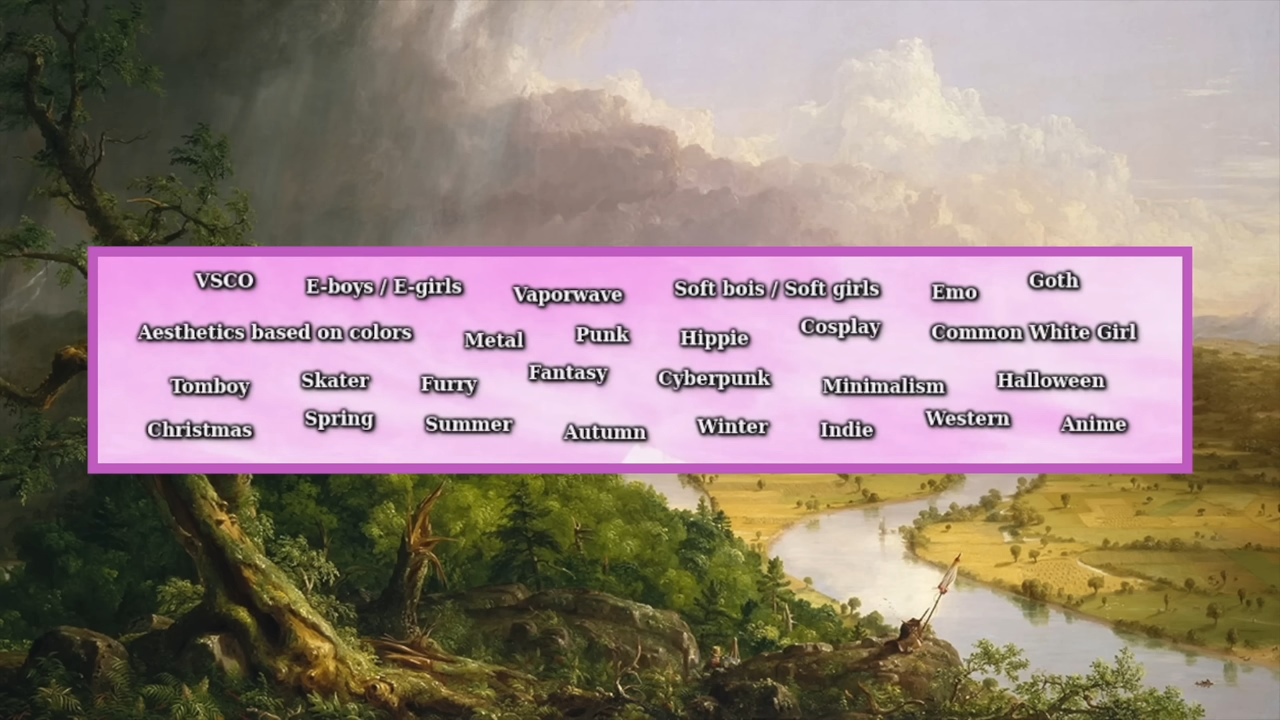 VSCO E-boys / E-girls Vaporwave Soft bois / Soft girls Emo Goth
Aesthetics based on colors Metal Punk Hippie Cosplay Common White Girl
Tomboy Skater Furry Fantasy Cyberpunk Minimalism Halloween
Christmas Spring Summer Autumn Winter Indie Western Anime